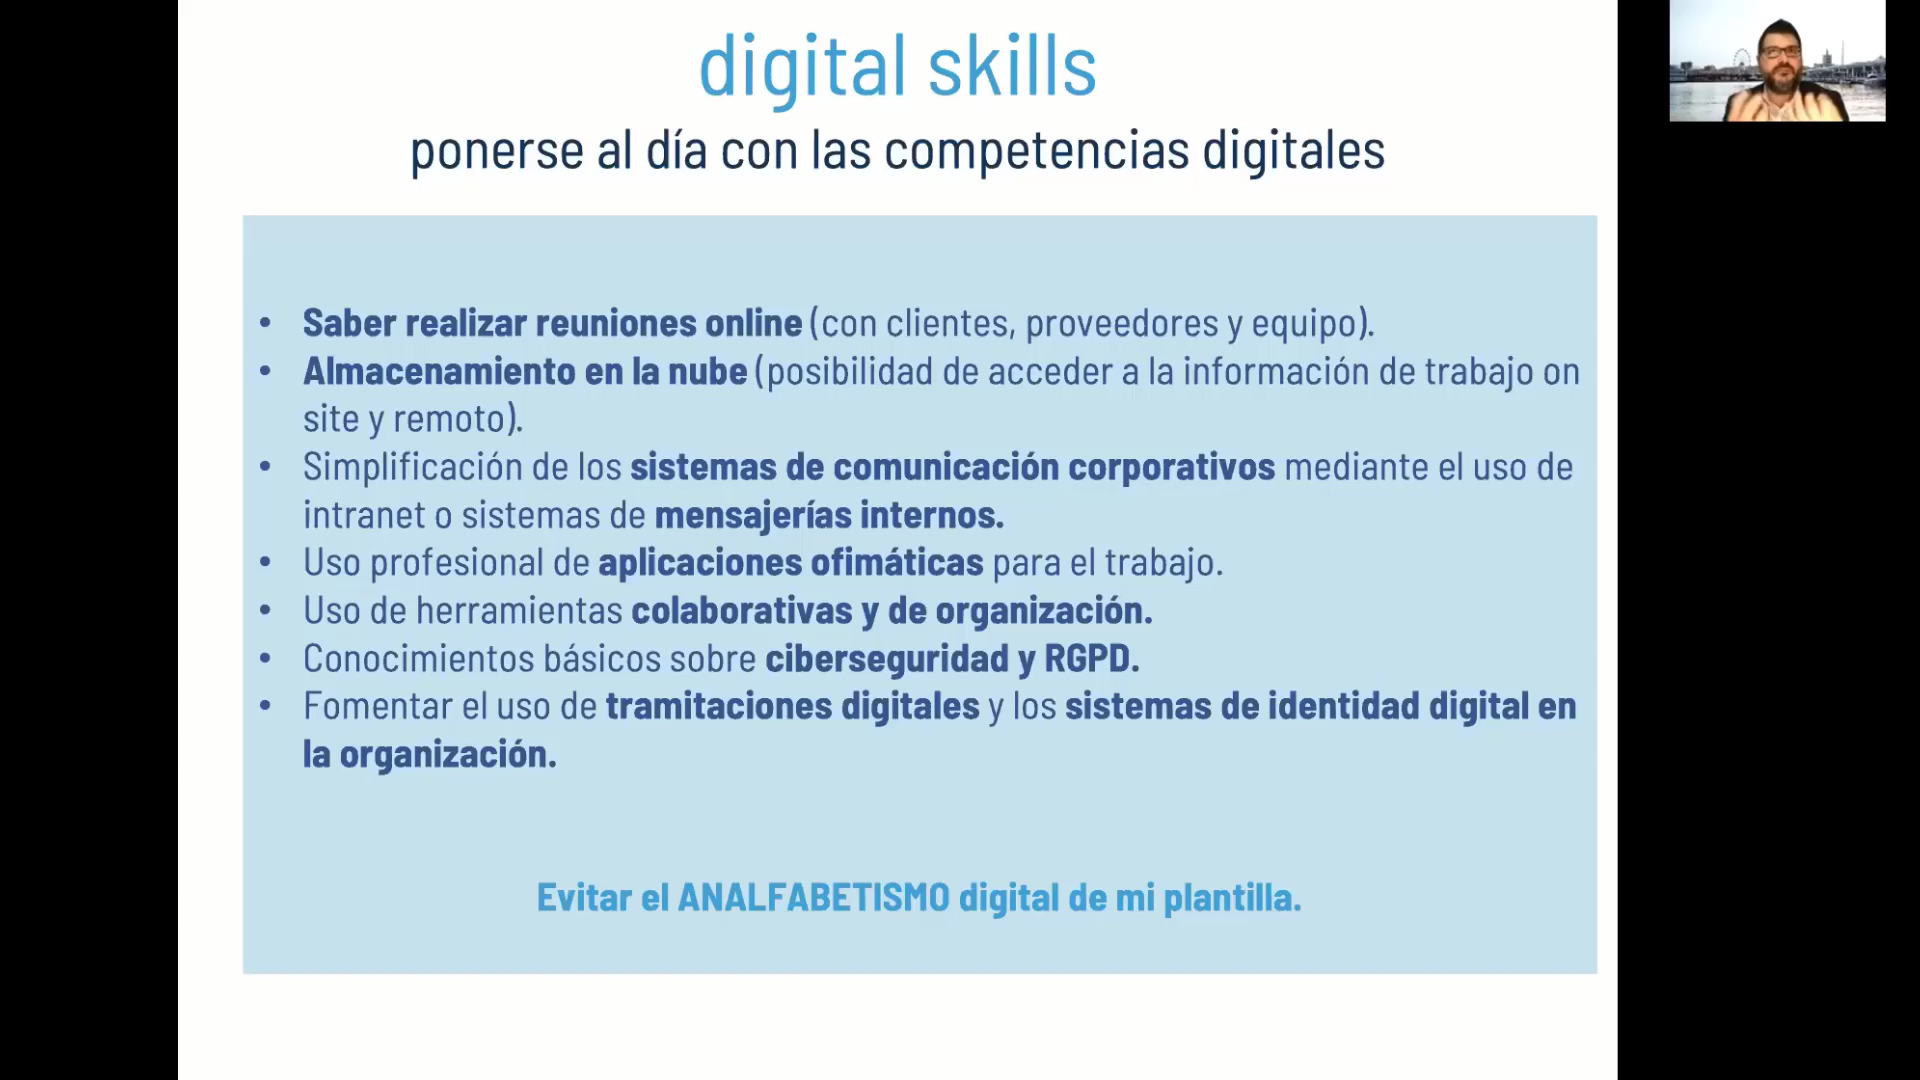 digital skills
ponerse al día con las competencias digitales
• Saber realizar reuniones online (con clientes, proveedores y equipo).
• Almacenamiento en la nube (posibilidad de acceder a la información de trabajo on
site y remoto).
• Simplificación de los sistemas de comunicación corporativos mediante el uso de
intranet o sistemas de mensajerías internos.
• Uso profesional de aplicaciones ofimáticas para el trabajo.
• Uso de herramientas colaborativas y de organización.
• Conocimientos básicos sobre ciberseguridad y RGPD.
• Fomentar el uso de tramitaciones digitales y los sistemas de identidad digital en
la organización.
Evitar el ANALFABETISMO digital de mi plantilla.